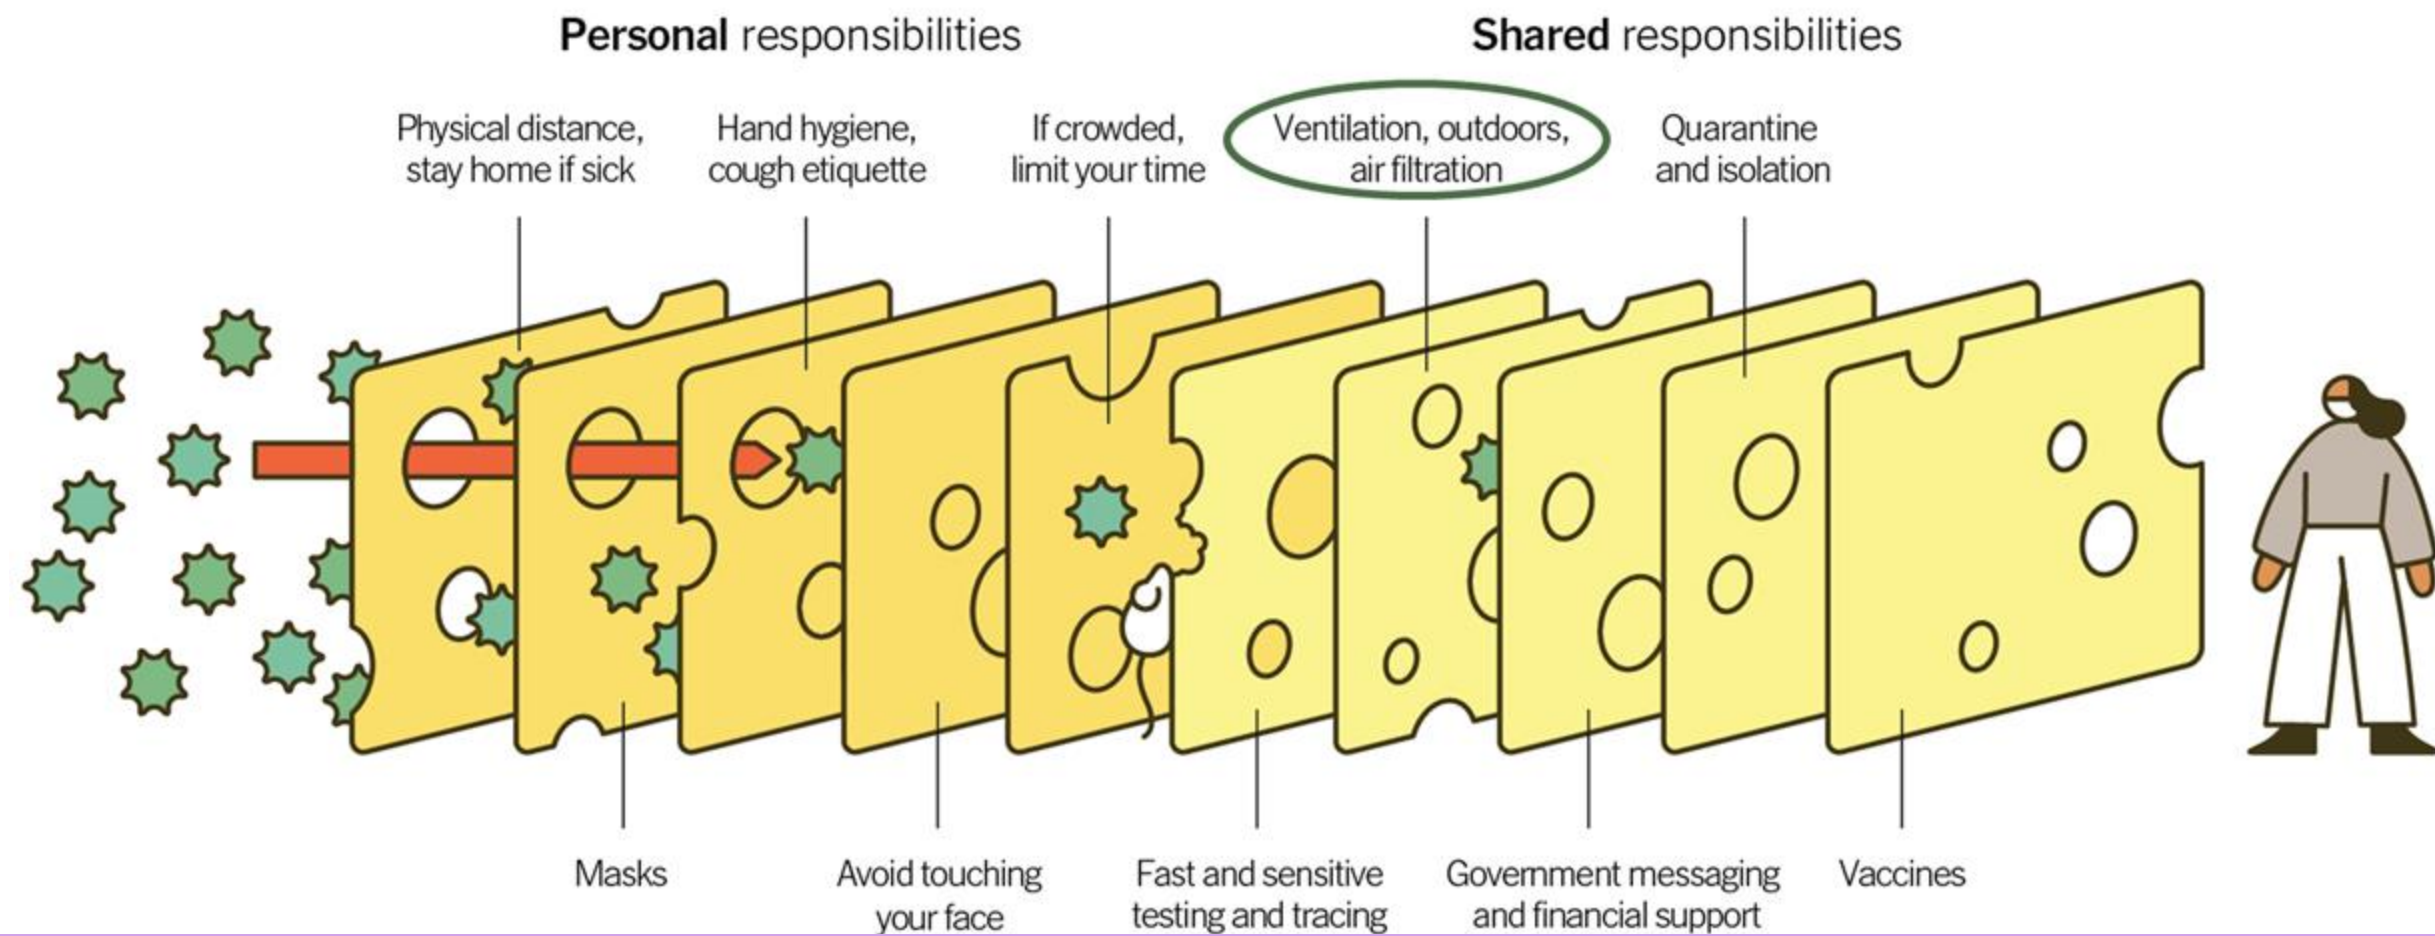 Personal responsibilities
Shared responsibilities
Physical distance,
stay home if sick
Hand hygiene,
cough etiquette
If crowded,
limit your time
Ventilation, outdoors,
air filtration
Quarantine
and isolation
Masks
Avoid touching
your face
Fast and sensitive
testing and tracing
Government messaging
and financial support
Vaccines